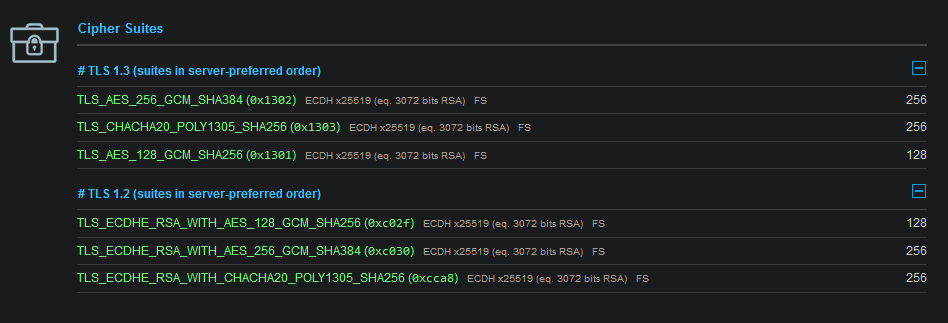 Cipher Suites
# TLS 1.3 (suites in server-preferred order)
TLS_AES_256_GCM_SHA384 (0x1302) ECDH x25519 (eq. 3072 bits RSA) FS 256
TLS_CHACHA20_POLY1305_SHA256 (0x1303) ECDH x25519 (eq. 3072 bits RSA) FS 256
TLS_AES_128_GCM_SHA256 (0x1301) ECDH x25519 (eq. 3072 bits RSA) FS 128
# TLS 1.2 (suites in server-preferred order)
TLS_ECDHE_RSA_WITH_AES_128_GCM_SHA256 (0xc02f) ECDH x25519 (eq. 3072 bits RSA) FS 128
TLS_ECDHE_RSA_WITH_AES_256_GCM_SHA384 (0xc030) ECDH x25519 (eq. 3072 bits RSA) FS 256
TLS_ECDHE_RSA_WITH_CHACHA20_POLY1305_SHA256 (0xcca8) ECDH x25519 (eq. 3072 bits RSA) FS 256